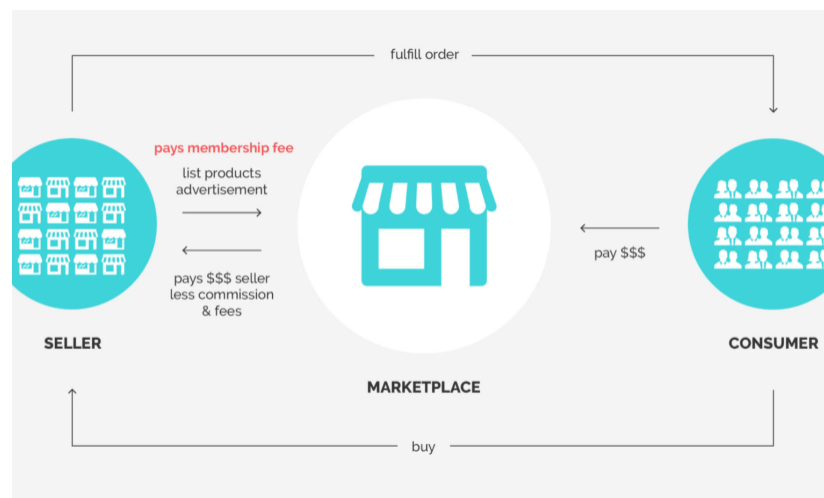 fulfill order
pays membership fee
list products
advertisement
pays $$$ seller
less commission
& fees
pay $$$
SELLER
CONSUMER
MARKETPLACE
buy